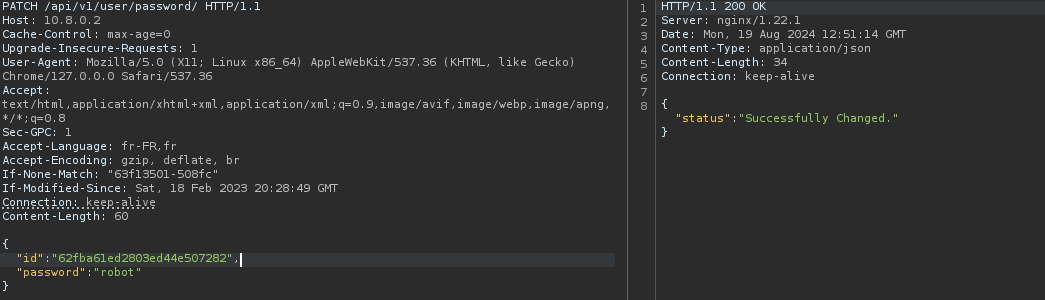 PATCH /api/v1/user/password/ HTTP/1.1
Host: 10.8.0.2
Cache-Control: max-age=0
Upgrade-Insecure-Requests: 1
User-Agent: Mozilla/5.0 (X11; Linux x86_64) AppleWebKit/537.36 (KHTML, like Gecko)
Chrome/127.0.0.0 Safari/537.36
Accept:
text/html,application/xhtml+xml,application/xml;q=0.9,image/avif,image/webp,image/apng,
*/*;q=0.8
Sec-GPC: 1
Accept-Language: fr-FR,fr
Accept-Encoding: gzip, deflate, br
If-None-Match: "63f13501-508fc"
If-Modified-Since: Sat, 18 Feb 2023 20:28:49 GMT
Connection: keep-alive
Content-Length: 60
{
"id":"62fba61ed2803ed44e507282",
"password":"robot"
}
1 HTTP/1.1 200 OK
2 Server: nginx/1.22.1
3 Date: Mon, 19 Aug 2024 12:51:14 GMT
4 Content-Type: application/json
5 Content-Length: 34
6 Connection: keep-alive
7
8 {
"status":"Successfully Changed."
}